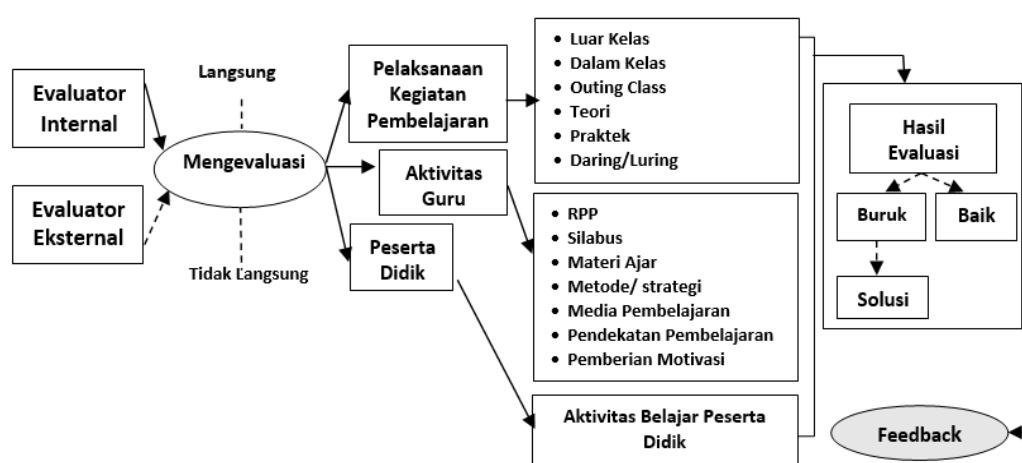 Evaluator
Internal
Evaluator
Eksternal
Langsung
Mengevaluasi
Tidak Langsung
Pelaksanaan
Kegiatan
Pembelajaran
Aktivitas
Guru
Peserta
Didik
• Luar Kelas
• Dalam Kelas
• Outing Class
• Teori
• Praktek
• Daring/Luring
• RPP
• Silabus
• Materi Ajar
• Metode/ strategi
• Media Pembelajaran
• Pendekatan Pembelajaran
• Pemberian Motivasi
Aktivitas Belajar Peserta
Didik
Hasil
Evaluasi
Buruk
Baik
Solusi
Feedback